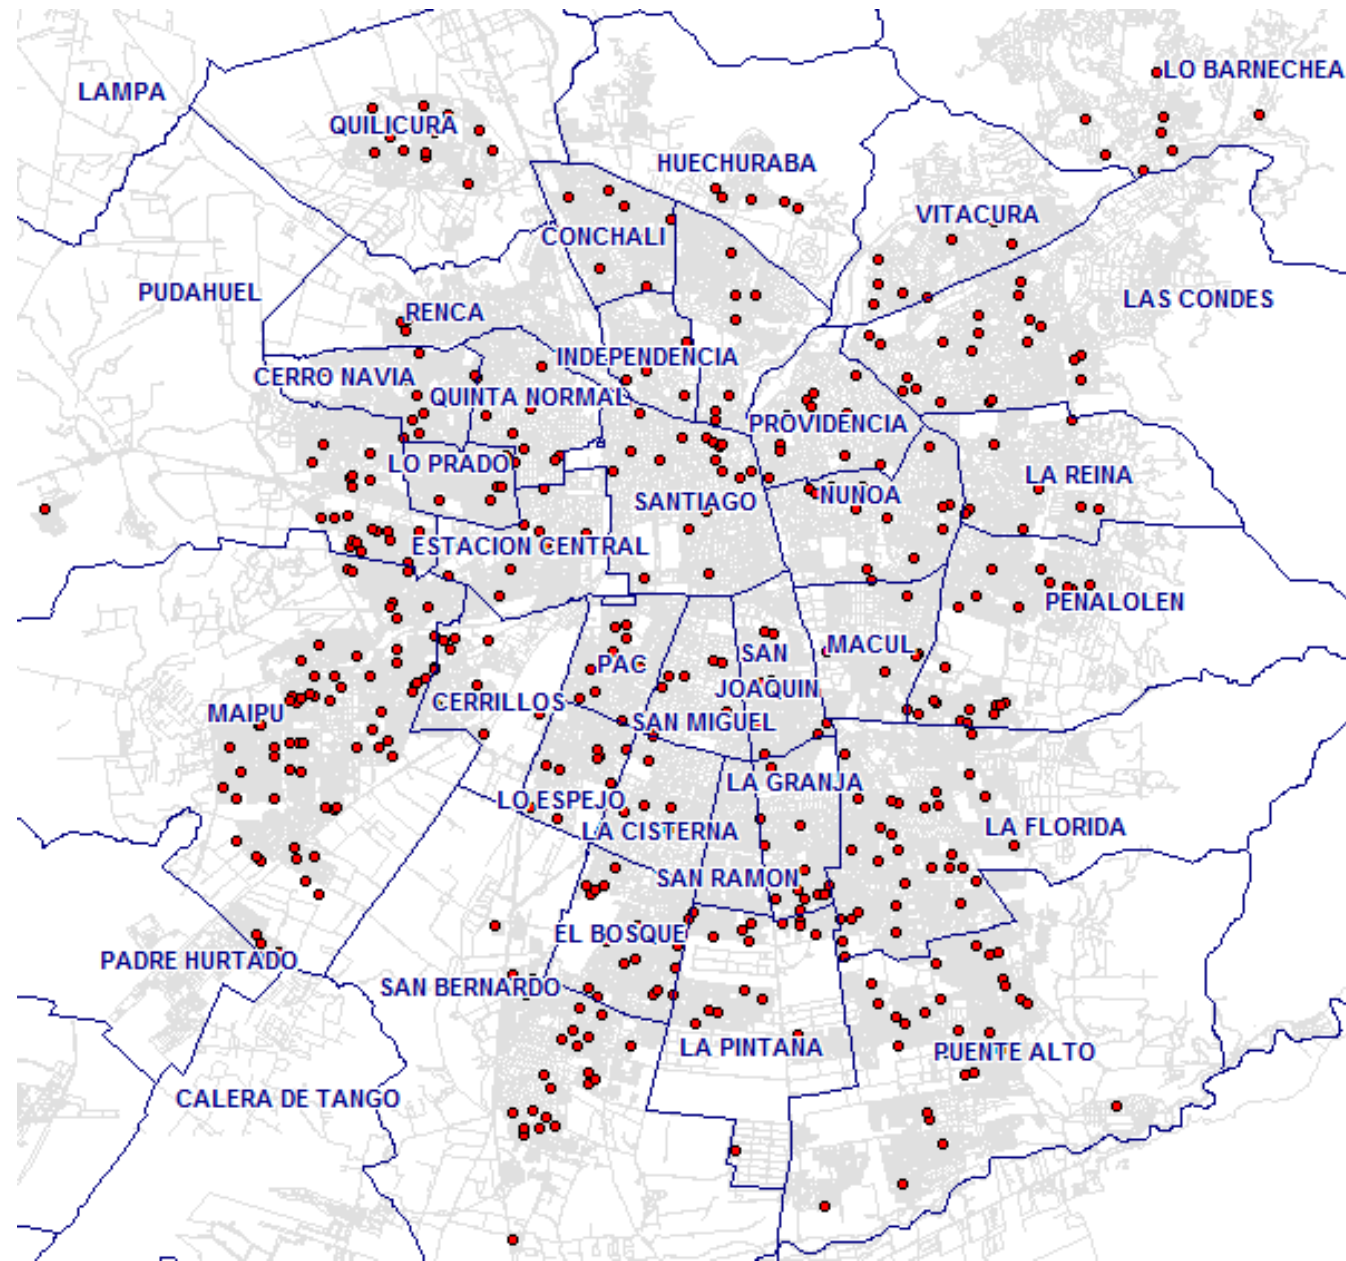 LO BARNECHEA
LAMPA
QUILICURA
HUECHURABA
VITACURA
CONCHALI
PUDAHUEL
LAS CONDES
RENCA
INDEPENDENCIA
CERRO NAVIA
QUINTA NORMAL
PROVIDENCIA
LO PRADO
LA REINA
SANTIAGO
NUNOA
ESTACION CENTRAL
PENALOLEN
MACUL
SAN
JOAQUIN
PAC
CERRILLOS
MAIPU
SAN MIGUEL
LA GRANJA
LO ESPEJO
LA CISTERNA
LA FLORIDA
SAN RAMON
EL BOSQUE
PADRE HURTADO
SAN BERNARDO
LA PINTANA
PUENTE ALTO
CALERA DE TANGO